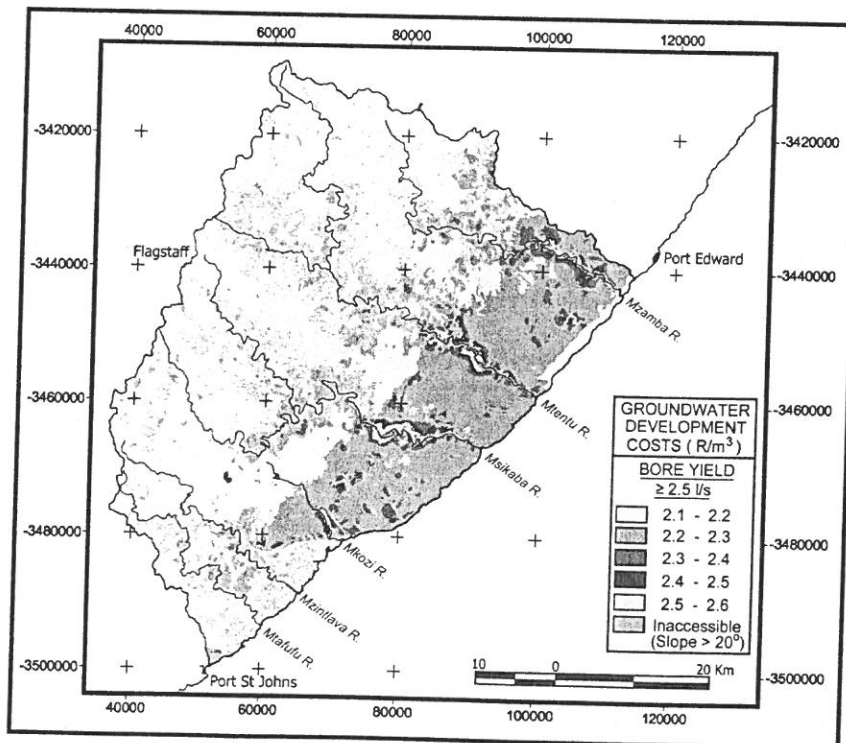 40000 60000 80000 100000 120000
-3420000 -3420000
Flagstaff
Port Edward
-3440000 -3440000
Mzamba R.
-3460000 -3460000
Mtentu R.
Msikaba R.
GROUNDWATER
DEVELOPMENT
COSTS ( R/m³ )
BORE YIELD
≥ 2.5 l/s
2.1 - 2.2
2.2 - 2.3
2.3 - 2.4
2.4 - 2.5
2.5 - 2.6
Inaccessible
(Slope > 20°)
-3480000 -3480000
Mkozi R.
Mzintlava R.
Mtafufu R.
-3500000 -3500000
Port St Johns
10 0 20 Km
40000 60000 80000 100000 120000